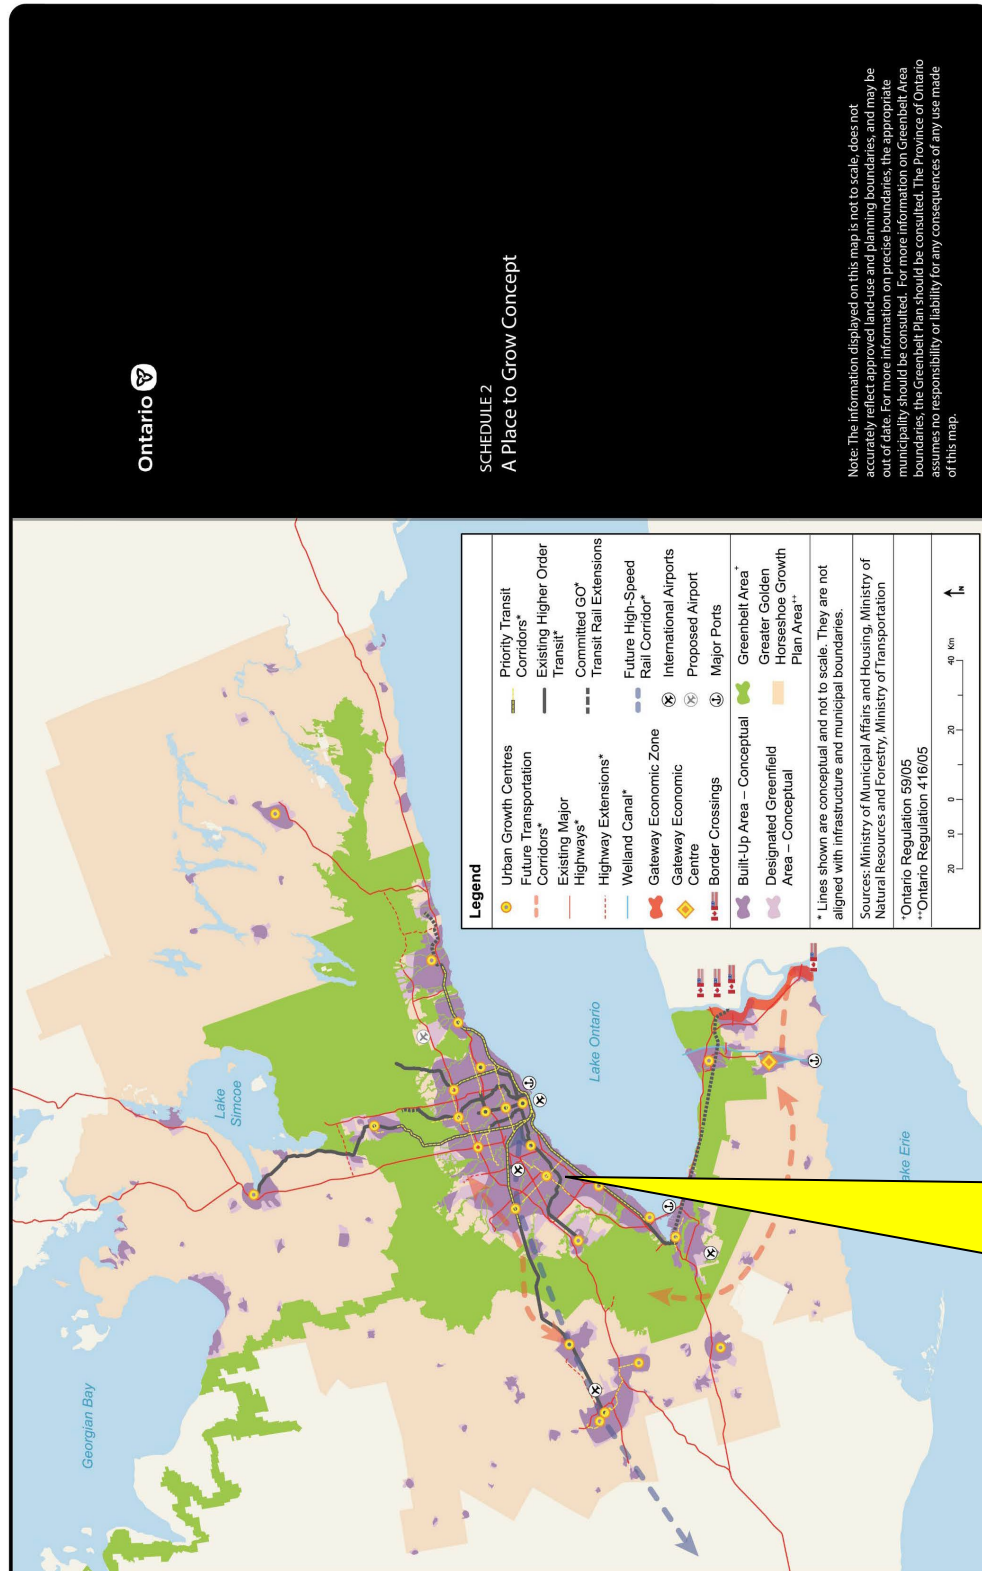 Ontario
SCHEDULE 2
A Place to Grow Concept
Note: The information displayed on this map is not to scale, does not
accurately reflect approved land-use and planning boundaries, and may be
out of date. For more information on precise boundaries, the appropriate
municipality should be consulted. For more information on Greenbelt Area
boundaries, the Greenbelt Plan should be consulted. The Province of Ontario
assumes no responsibility or liability for any consequences of any use made
of this map.
Georgian Bay
Lake
Simcoe
Lake Ontario
ake Erie
Legend
Urban Growth Centres
Future Transportation
Corridors*
Existing Major
Highways*
Highway Extensions*
Welland Canal*
Gateway Economic Zone
Gateway Economic
Centre
Border Crossings
Priority Transit
Corridors*
Existing Higher Order
Transit*
Committed GO*
Transit Rail Extensions
Future High-Speed
Rail Corridor*
International Airports
Proposed Airport
Major Ports
Built-Up Area – Conceptual
Designated Greenfield
Area – Conceptual
Greenbelt Area+
Greater Golden
Horseshoe Growth
Plan Area++
* Lines shown are conceptual and not to scale. They are not
aligned with infrastructure and municipal boundaries.
Sources: Ministry of Municipal Affairs and Housing, Ministry of
Natural Resources and Forestry, Ministry of Transportation
+Ontario Regulation 59/05
++Ontario Regulation 416/05
20 10 0 20 40 Km
N